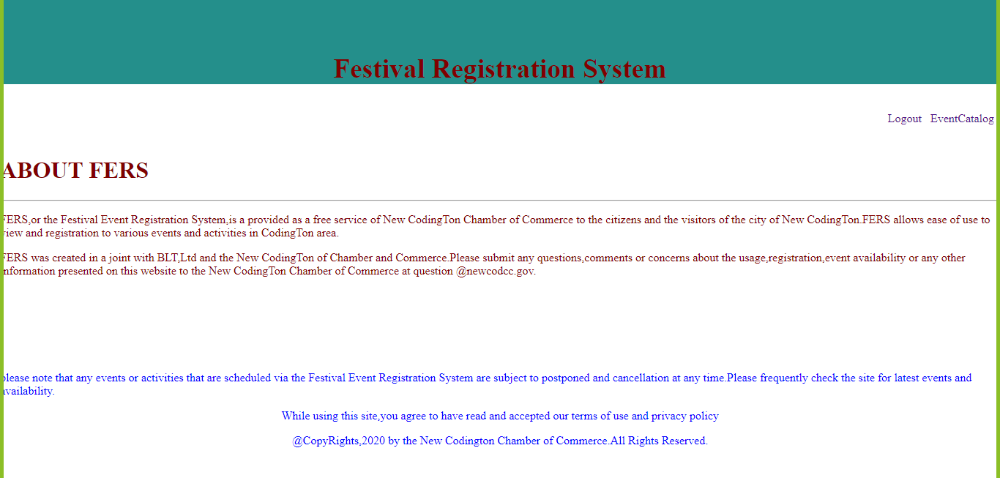 Festival Registration System
Logout EventCatalog
ABOUT FERS
FERS,or the Festival Event Registration System,is a provided as a free service of New CodingTon Chamber of Commerce to the citizens and the visitors of the city of New CodingTon.FERS allows ease of use to
view and registration to various events and activities in CodingTon area.
FERS was created in a joint with BLT,Ltd and the New CodingTon of Chamber and Commerce.Please submit any questions,comments or concerns about the usage,registration,event availability or any other
information presented on this website to the New CodingTon Chamber of Commerce at question @newcodcc.gov.
please note that any events or activities that are scheduled via the Festival Event Registration System are subject to postponed and cancellation at any time.Please frequently check the site for latest events and
availability.
While using this site,you agree to have read and accepted our terms of use and privacy policy
@CopyRights,2020 by the New Codington Chamber of Commerce.All Rights Reserved.